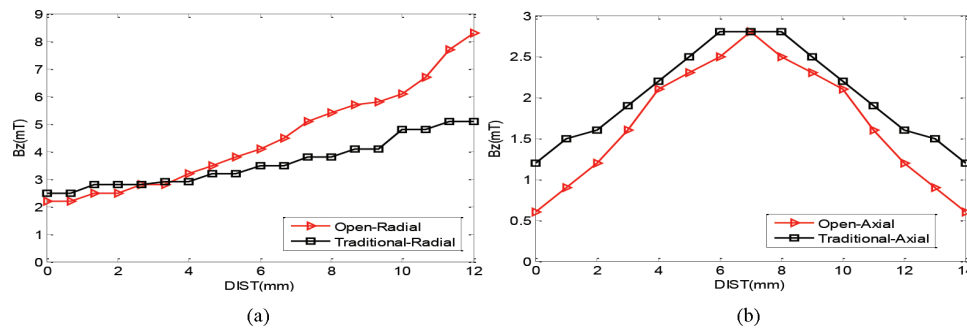 9
8
7
6
5
4
3
2
1
0
Bz(mT)
0 2 4 6 8 10 12
DIST(mm)
Open-Radial
Traditional-Radial
(a)
3
2.5
2
1.5
1
0.5
0
Bz(mT)
0 2 4 6 8 10 12 14
DIST(mm)
Open-Axial
Traditional-Axial
(b)